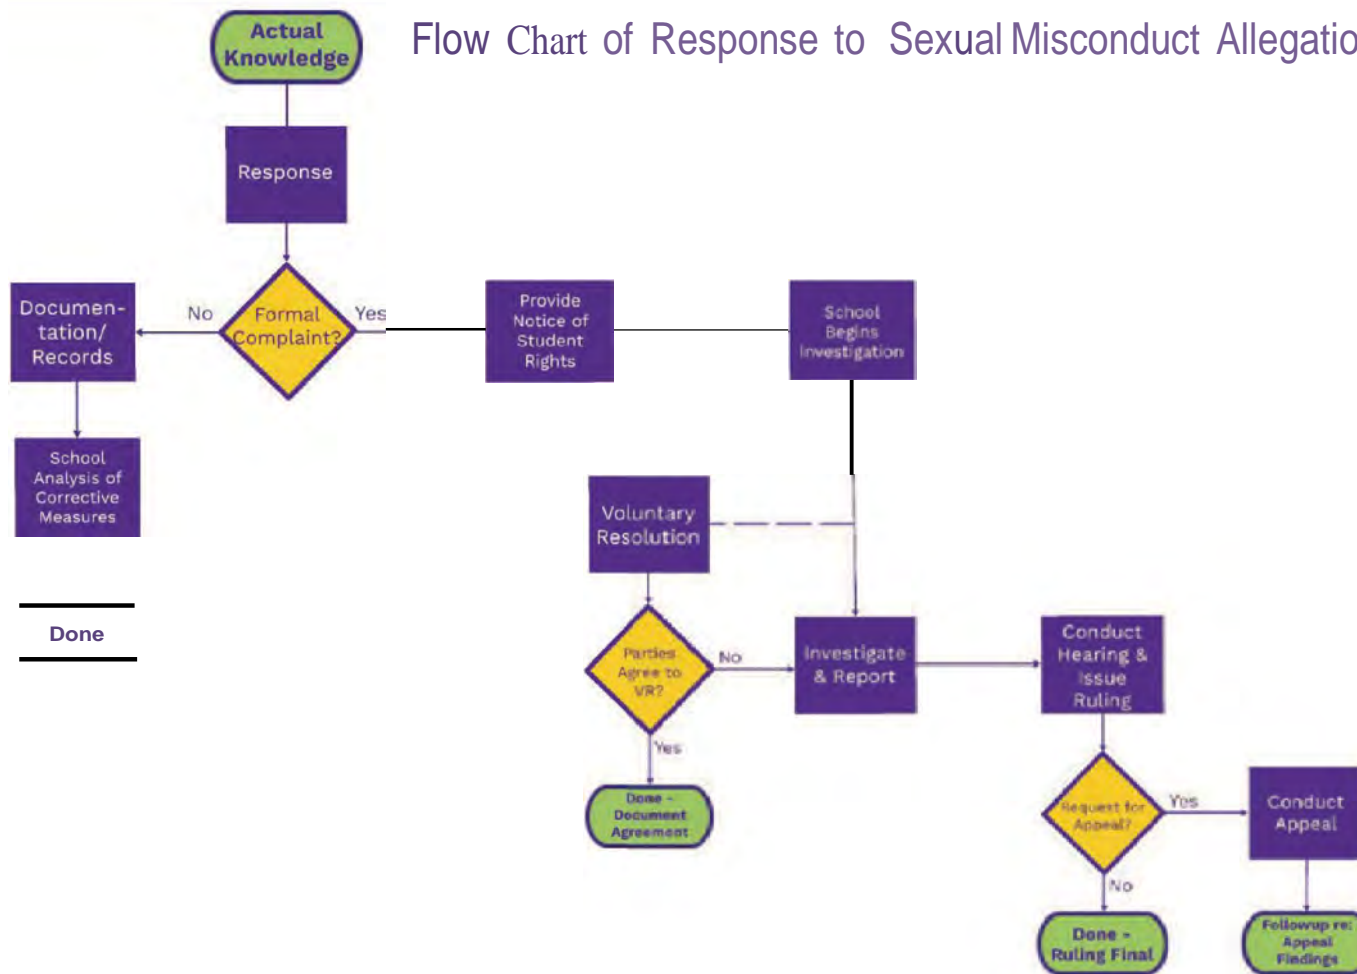 Flow Chart of Response to Sexual Misconduct Allegatio
Actual
Knowledge
Response
Formal
Complaint?
No
Yes
Documen-
tation/
Records
School
Analysis of
Corrective
Measures
Done
Provide
Notice of
Student
Rights
School
Begins
Investigation
Voluntary
Resolution
Parties
Agree to
VR?
No
Yes
Done -
Document
Agreement
Investigate
& Report
Conduct
Hearing &
Issue
Ruling
Request for
Appeal?
Yes
No
Conduct
Appeal
Done -
Ruling Final
Followup re:
Appeal
Findings